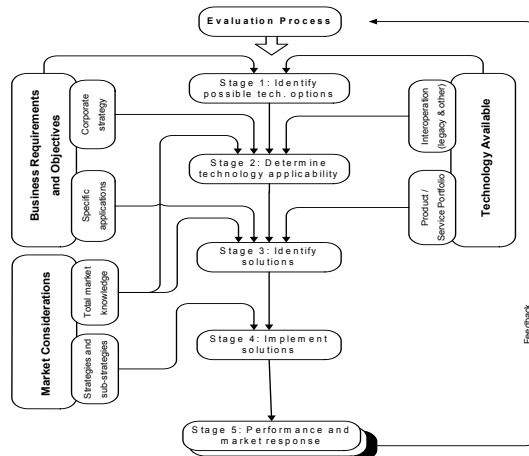 Evaluation Process
Stage 1: Identify
possible tech. options
Business Requirements
and Objectives
Corporate
strategy
Interoperation
(legacy & other)
Technology Available
Stage 2: Determine
technology applicability
Specific
applications
Product /
Service Portfolio
Stage 3: Identify
solutions
Market Considerations
Total market
knowledge
Strategies and
sub-strategies
Stage 4: Implement
solutions
Feedback
Stage 5: Performance and
market response